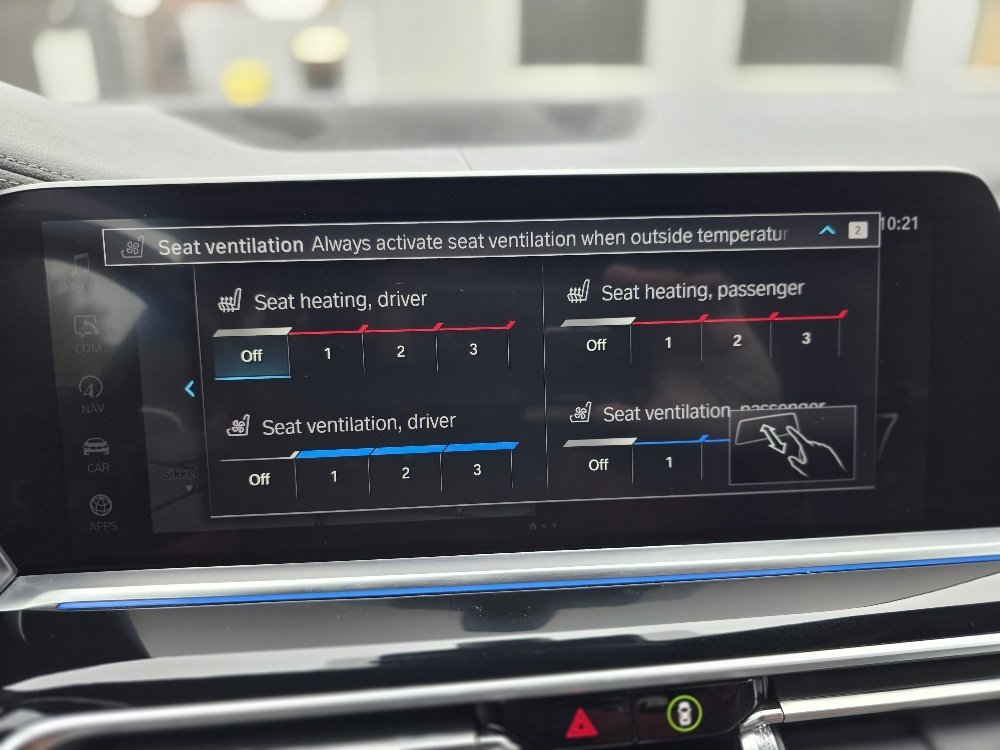 Seat ventilation Always activate seat ventilation when outside temperatur
2
10:21
Seat heating, driver
Off 1 2 3
Seat heating, passenger
Off 1 2 3
COM
NAV
CAR
APPS
Seat ventilation, driver
Off 1 2 3
Seat ventilation, passenger
Off 1